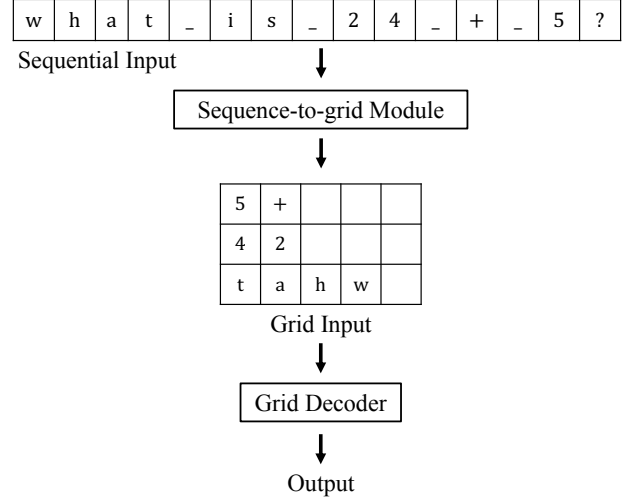 w h a t _ i s _ 2 4 _ + _ 5 ?
Sequential Input
Sequence-to-grid Module
5 +
4 2
t a h w
Grid Input
Grid Decoder
Output